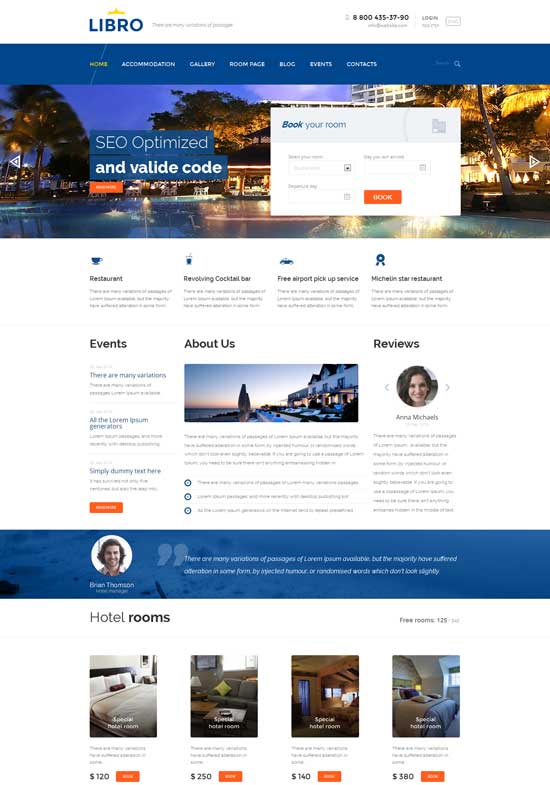 LIBRO
There are many variations of passages
8 800 435-37-90
info@website.com
LOGIN
ENG
HOME
ACCOMMODATION
GALLERY
ROOM PAGE
BLOG
EVENTS
CONTACTS
Search
SEO Optimized
and valide code
READ MORE
Book your room
Select your room
Day you will arrived
Departure day
BOOK
Restaurant
There are many variations of passages of
Lorem Ipsum available, but the majority
have suffered alteration in some form.
Revolving Cocktail bar
There are many variations of passages of
Lorem Ipsum available, but the majority
have suffered alteration in some form.
Free airport pick up service
There are many variations of passages of
Lorem Ipsum available, but the majority
have suffered alteration in some form.
Michelin star restaurant
There are many variations of passages of
Lorem Ipsum available, but the majority
have suffered alteration in some form.
Events
There are many variations
There are many variations of
passages of Lorem Ipsum available.
All the Lorem Ipsum
generators
Lorem Ipsum passages, and more
recently with desktop publishing
Simply dummy text here
It has survived not only five
centuries, but also the leap into.
READ MORE
About Us
There are many variations of passages of Lorem Ipsum available, but the majority
have suffered alteration in some form, by injected humour, or randomised words
which don't look even slightly believable. If you are going to use a passage of Lorem
Ipsum, you need to be sure there isn't anything embarrassing hidden in
There are many variations of passages of Lorem many variations passages.
Lorem Ipsum passages, and more recently with desktop publishing sot
All the Lorem Ipsum generators on the Internet tend to repeat predefined
Reviews
Anna Michaels
There are many variations of
passages of Lorem Ipsum available,
but the majority have suffered
alteration in some form, by injected
humour, or randomised words
which don't look even slightly
believable. If you are going to use
a passage of Lorem Ipsum, you
need to be sure there isn't anything
embarrassing hidden in the middle
of text.
Brian Thomson
hotel manager
There are many variations of passages of Lorem Ipsum available, but the majority have suffered
alteration in some form, by injected humour, or randomised words which don't look slightly.
Hotel rooms
Free rooms: 125 / 340
Special
hotel room
There are many variations
have suffered alteration in
some.
$ 120
BOOK
Special
hotel room
There are many variations
have suffered alteration in
some form.
$ 250
BOOK
Special
hotel room
There are many variations
have suffered alteration in
some form.
$ 140
BOOK
Special
hotel room
There are many variations
have suffered alteration in
some form.
$ 380
BOOK